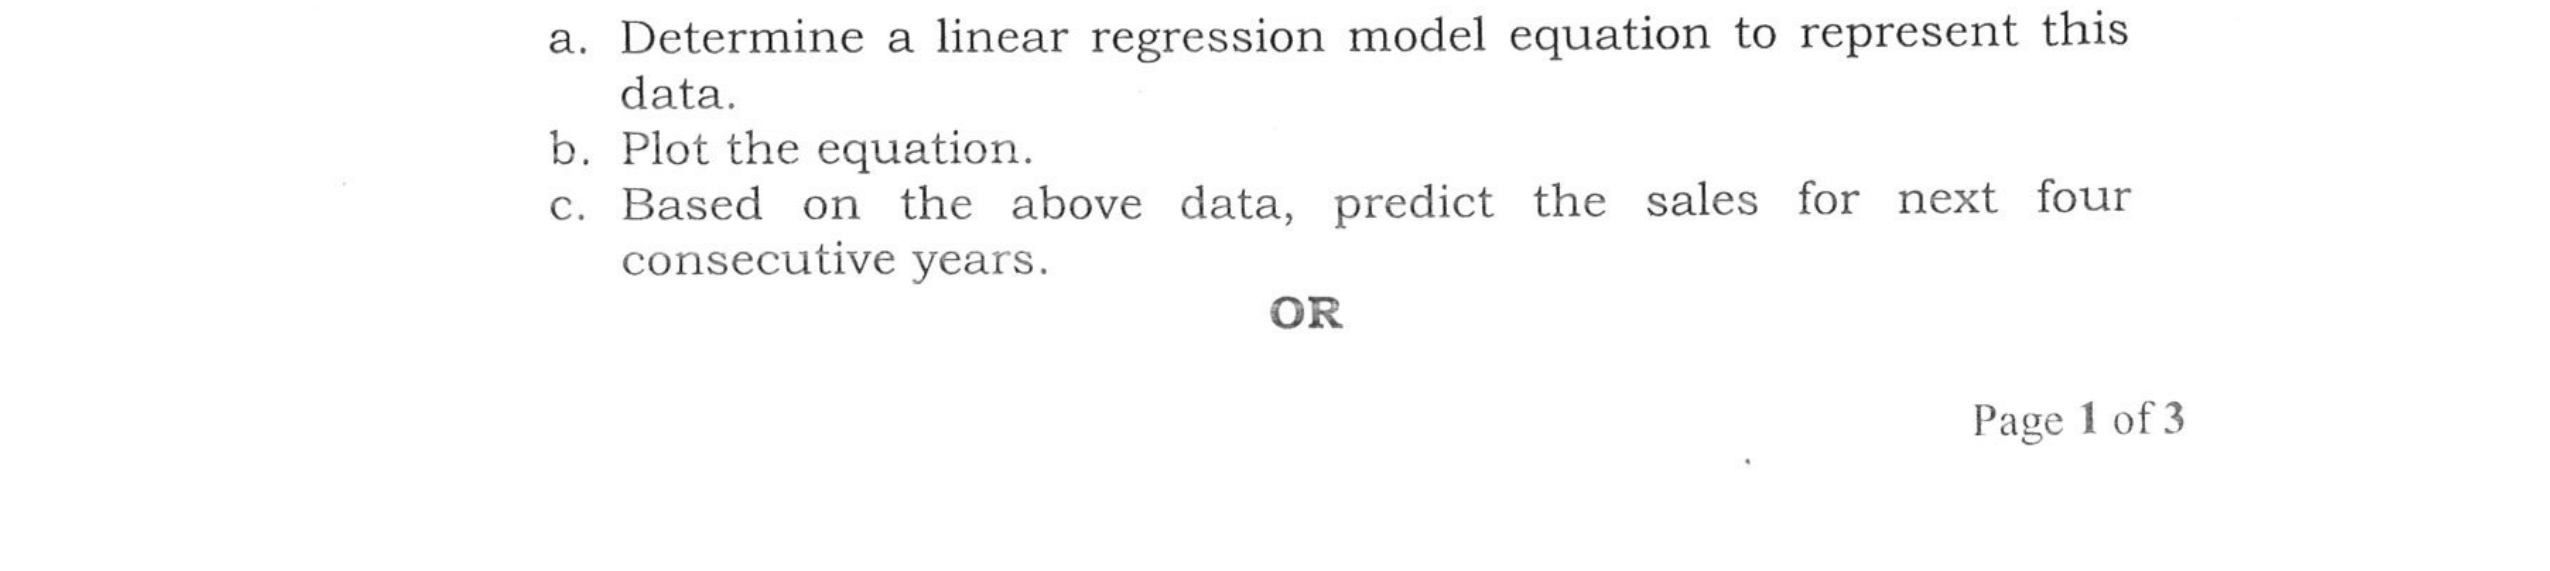 a. Determine a linear regression model equation to represent this
data.
b. Plot the equation.
c. Based on the above data, predict the sales for next four
consecutive years.
OR
Page 1 of 3